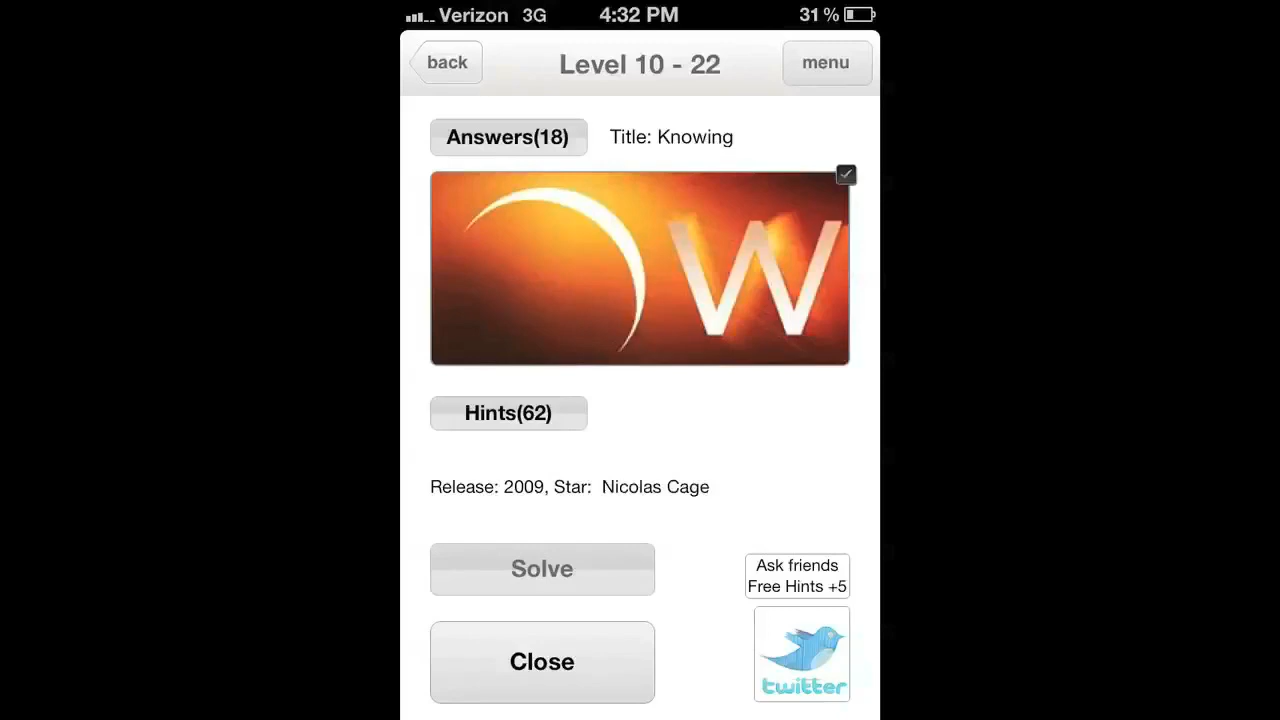 Verizon 3G 4:32 PM 31 %
back Level 10 - 22 menu
Answers(18) Title: Knowing
W
Hints(62)
Release: 2009, Star: Nicolas Cage
Solve
Ask friends
Free Hints +5
Close
twitter